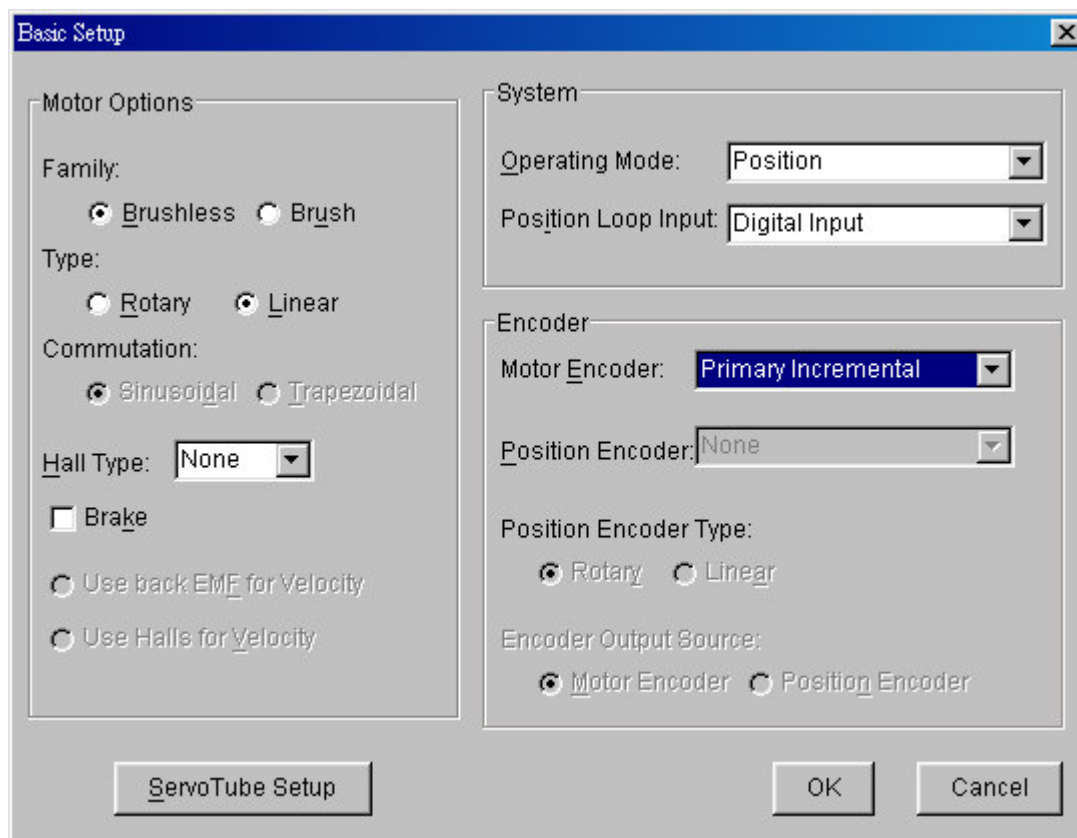 Basic Setup
Motor Options
Family:
Brushless Brush
Type:
Rotary Linear
Commutation:
Sinusoidal Trapezoidal
Hall Type: None
Brake
Use back EMF for Velocity
Use Halls for Velocity
System
Operating Mode: Position
Position Loop Input: Digital Input
Encoder
Motor Encoder: Primary Incremental
Position Encoder: None
Position Encoder Type:
Rotary Linear
Encoder Output Source:
Motor Encoder Position Encoder
ServoTube Setup
OK
Cancel